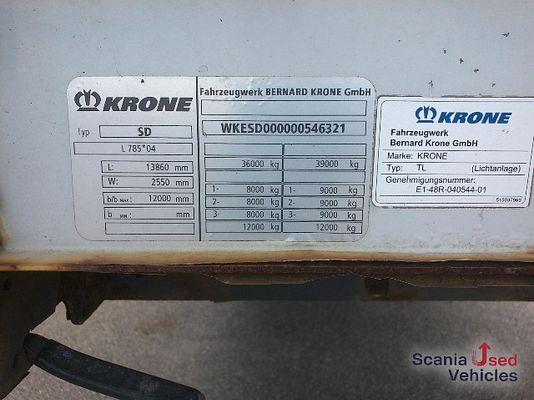 KRONE
Typ SD
L 785*04
L: 13860 mm
W: 2550 mm
b/b MAX: 12000 mm
b MIN: mm
Fahrzeugwerk BERNARD KRONE GmbH
WKESD000000546321
36000 kg 39000 kg
1- 8000 kg 1- 9000 kg
2- 8000 kg 2- 9000 kg
3- 8000 kg 3- 9000 kg
12000 kg 12000 kg
KRONE
Fahrzeugwerk
Bernard Krone GmbH
Marke: KRONE
Typ: TL (Lichtanlage)
Genehmigungsnummer:
E1-48R-040544-01
Scania Used
Vehicles